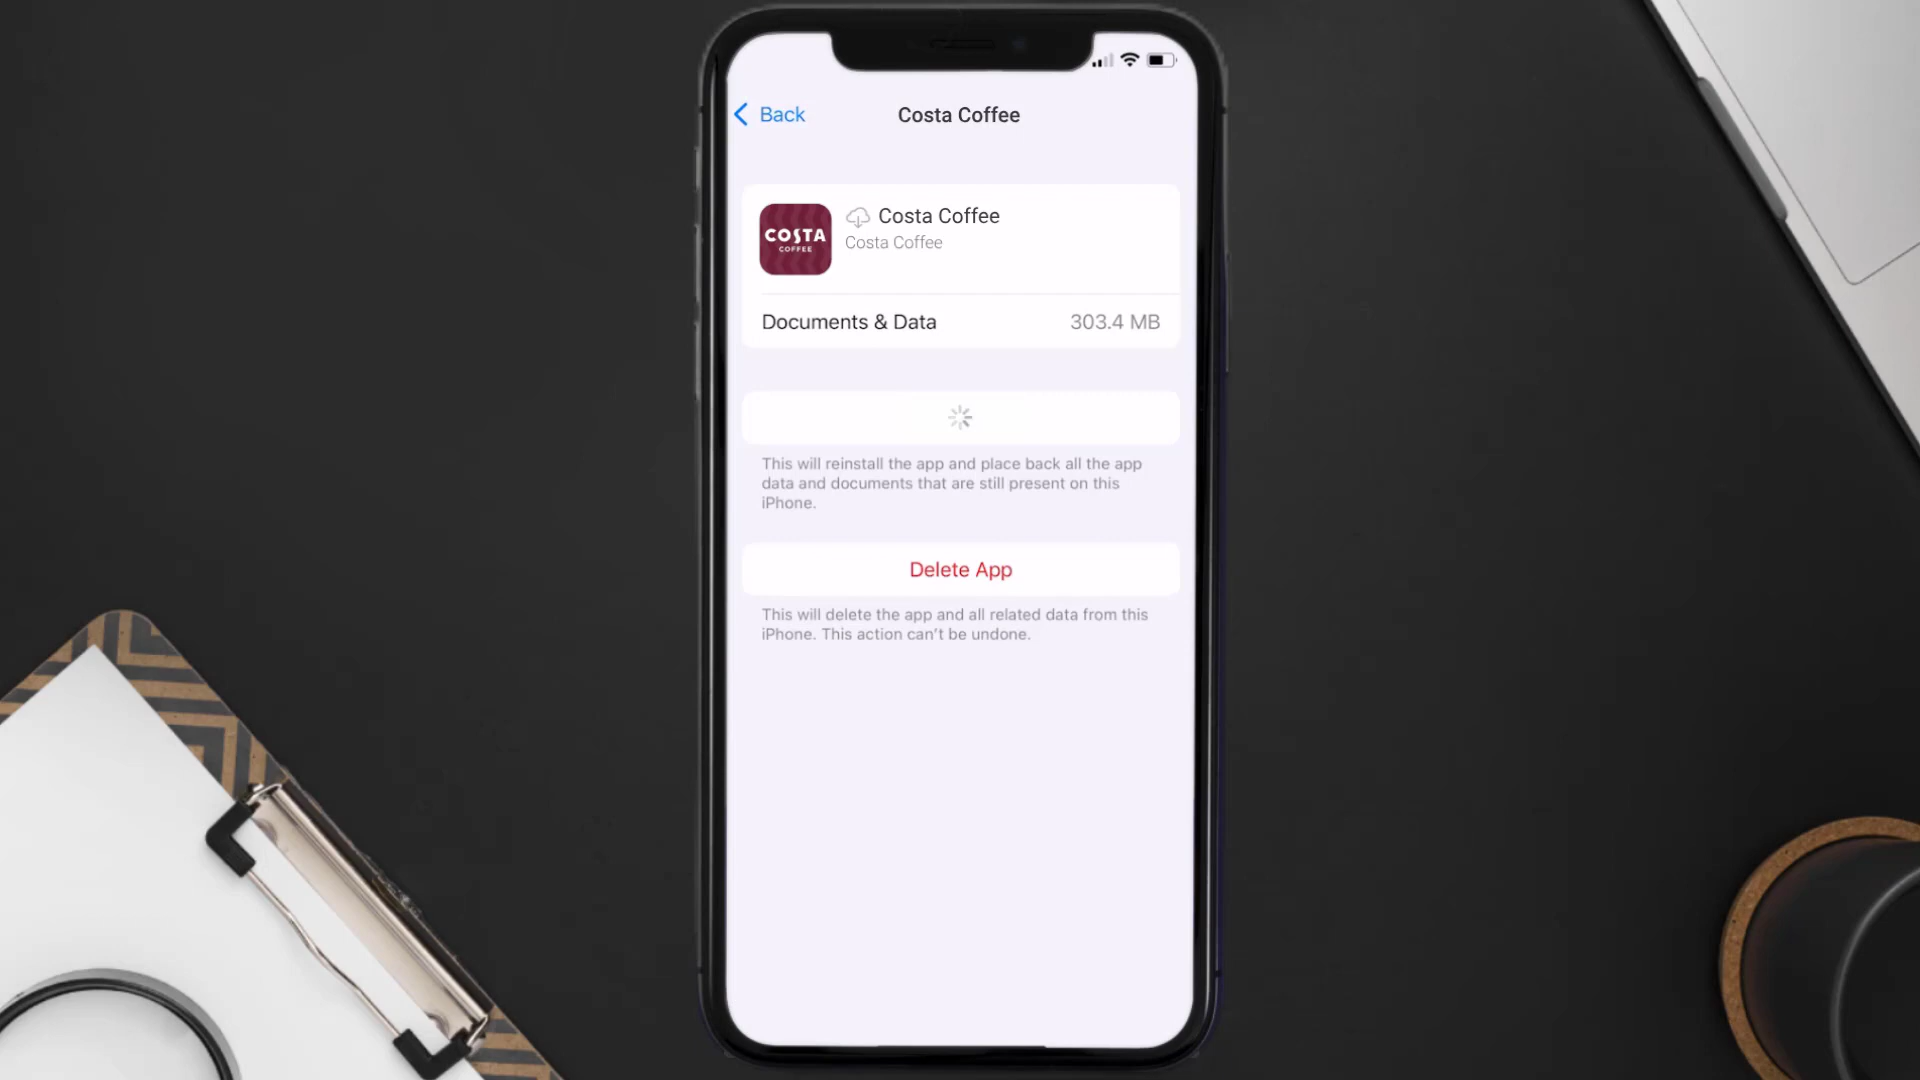 Back
Costa Coffee
COSTA
COFFEE
Costa Coffee
Costa Coffee
Documents & Data 303.4 MB
This will reinstall the app and place back all the app
data and documents that are still present on this
iPhone.
Delete App
This will delete the app and all related data from this
iPhone. This action can't be undone.